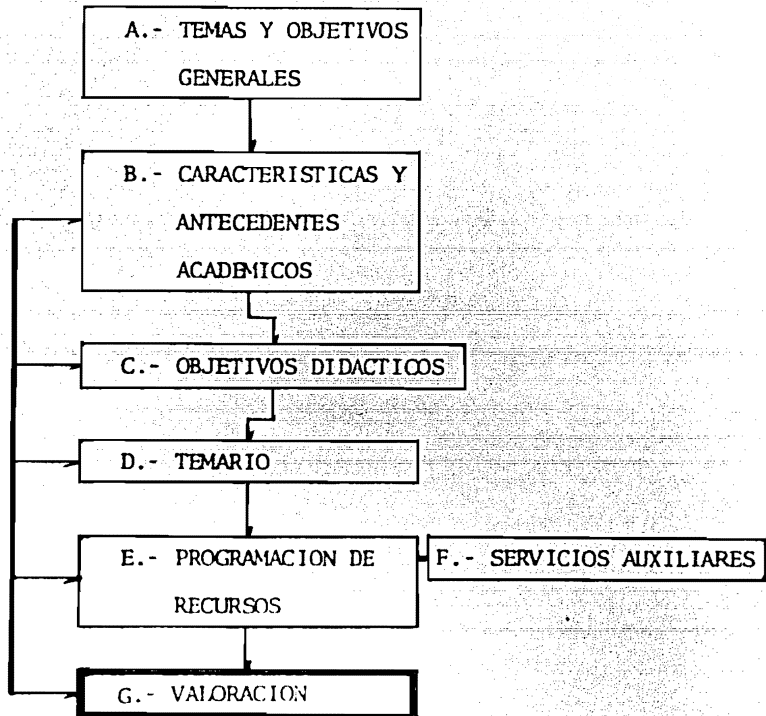 A.- TEMAS Y OBJETIVOS
GENERALES
B.- CARACTERISTICAS Y
ANTECEDENTES
ACADEMICOS
C.- OBJETIVOS DIDACTICOS
D.- TEMARIO
E.- PROGRAMACION DE
RECURSOS
F.- SERVICIOS AUXILIARES
G.- VALORACION